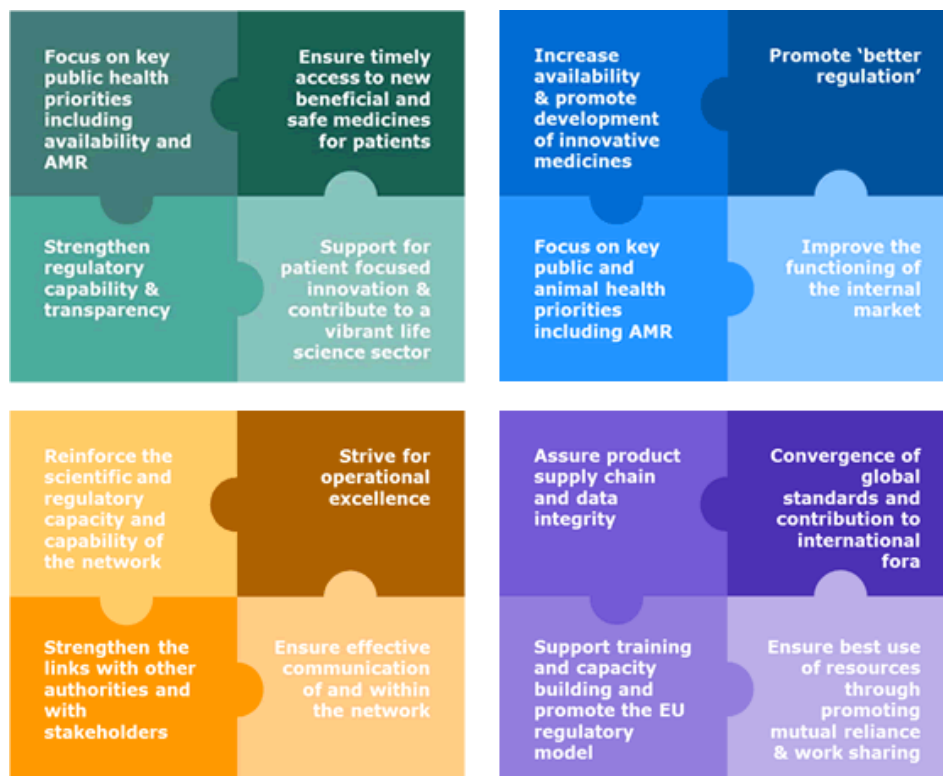 Focus on key
public health
priorities
including
availability and
AMR
Ensure timely
access to new
beneficial and
safe medicines
for patients
Strengthen
regulatory
capability &
transparency
Support for
patient focused
innovation &
contribute to a
vibrant life
science sector
Increase
availability
& promote
development
of innovative
medicines
Promote ‘better
regulation’
Focus on key
public and
animal health
priorities
including AMR
Improve the
functioning of
the internal
market
Reinforce the
scientific and
regulatory
capacity and
capability of
the network
Strive for
operational
excellence
Strengthen the
links with other
authorities and
with
stakeholders
Ensure effective
communication
of and within
the network
Assure product
supply chain
and data
integrity
Convergence of
global
standards and
contribution to
international
fora
Support training
and capacity
building and
promote the EU
regulatory
model
Ensure best use
of resources
through
promoting
mutual reliance
& work sharing